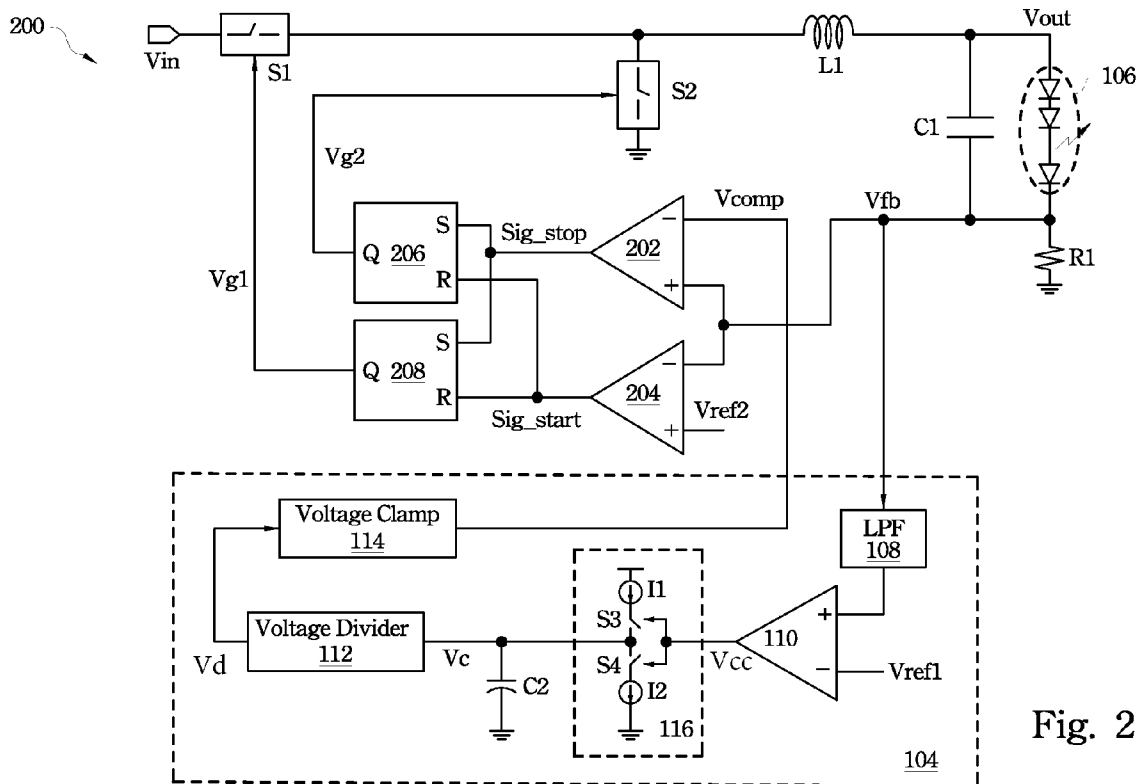 200
Vin
S1
L1
Vout
S2
106
C1
Vg2
Vcomp
Vfb
Sig_stop
S
Q 206
R
202
-
+
R1
Vg1
S
Q 208
R
204
-
+
Vref2
Sig_start
Voltage Clamp
114
LPF
108
I1
S3
+
Voltage Divider
112
110
Vd
Vc
S4
Vcc
-
Vref1
C2
I2
116
Fig. 2
104